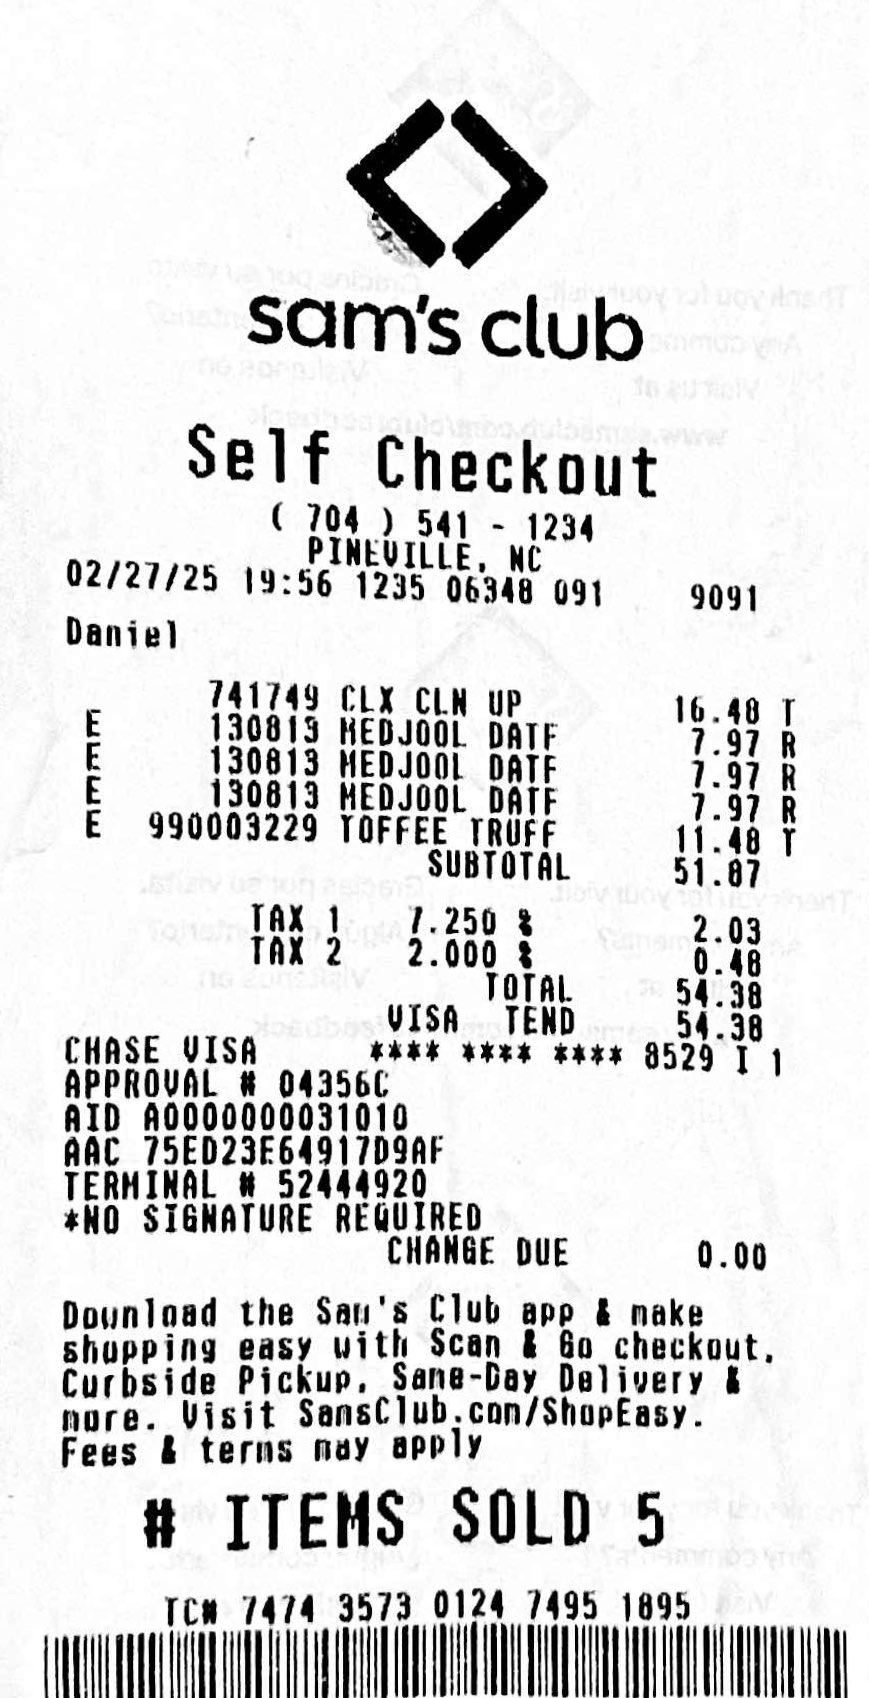 sam's club
Self Checkout
( 704 ) 541 - 1234
PINEVILLE, NC
02/27/25 19:56 1235 06348 091 9091
Daniel
741749 CLX CLN UP 16.48 T
E 130813 MEDJOOL DATF 7.97 R
E 130813 MEDJOOL DATF 7.97 R
E 130813 MEDJOOL DATF 7.97 R
E 990003229 TOFFEE TRUFF 11.48 T
SUBTOTAL 51.87
TAX 1 7.250 % 2.03
TAX 2 2.000 % 0.48
TOTAL 54.38
VISA TEND 54.38
CHASE VISA **** **** **** 8529 I 1
APPROVAL # 04356C
AID A0000000031010
AAC 75ED23E64917D9AF
TERMINAL # 52444920
*NO SIGNATURE REQUIRED
CHANGE DUE 0.00
Download the Sam's Club app & make
shopping easy with Scan & Go checkout,
Curbside Pickup, Same-Day Delivery &
more. Visit SamsClub.com/ShopEasy.
Fees & terms may apply
# ITEMS SOLD 5
TC# 7474 3573 0124 7495 1895